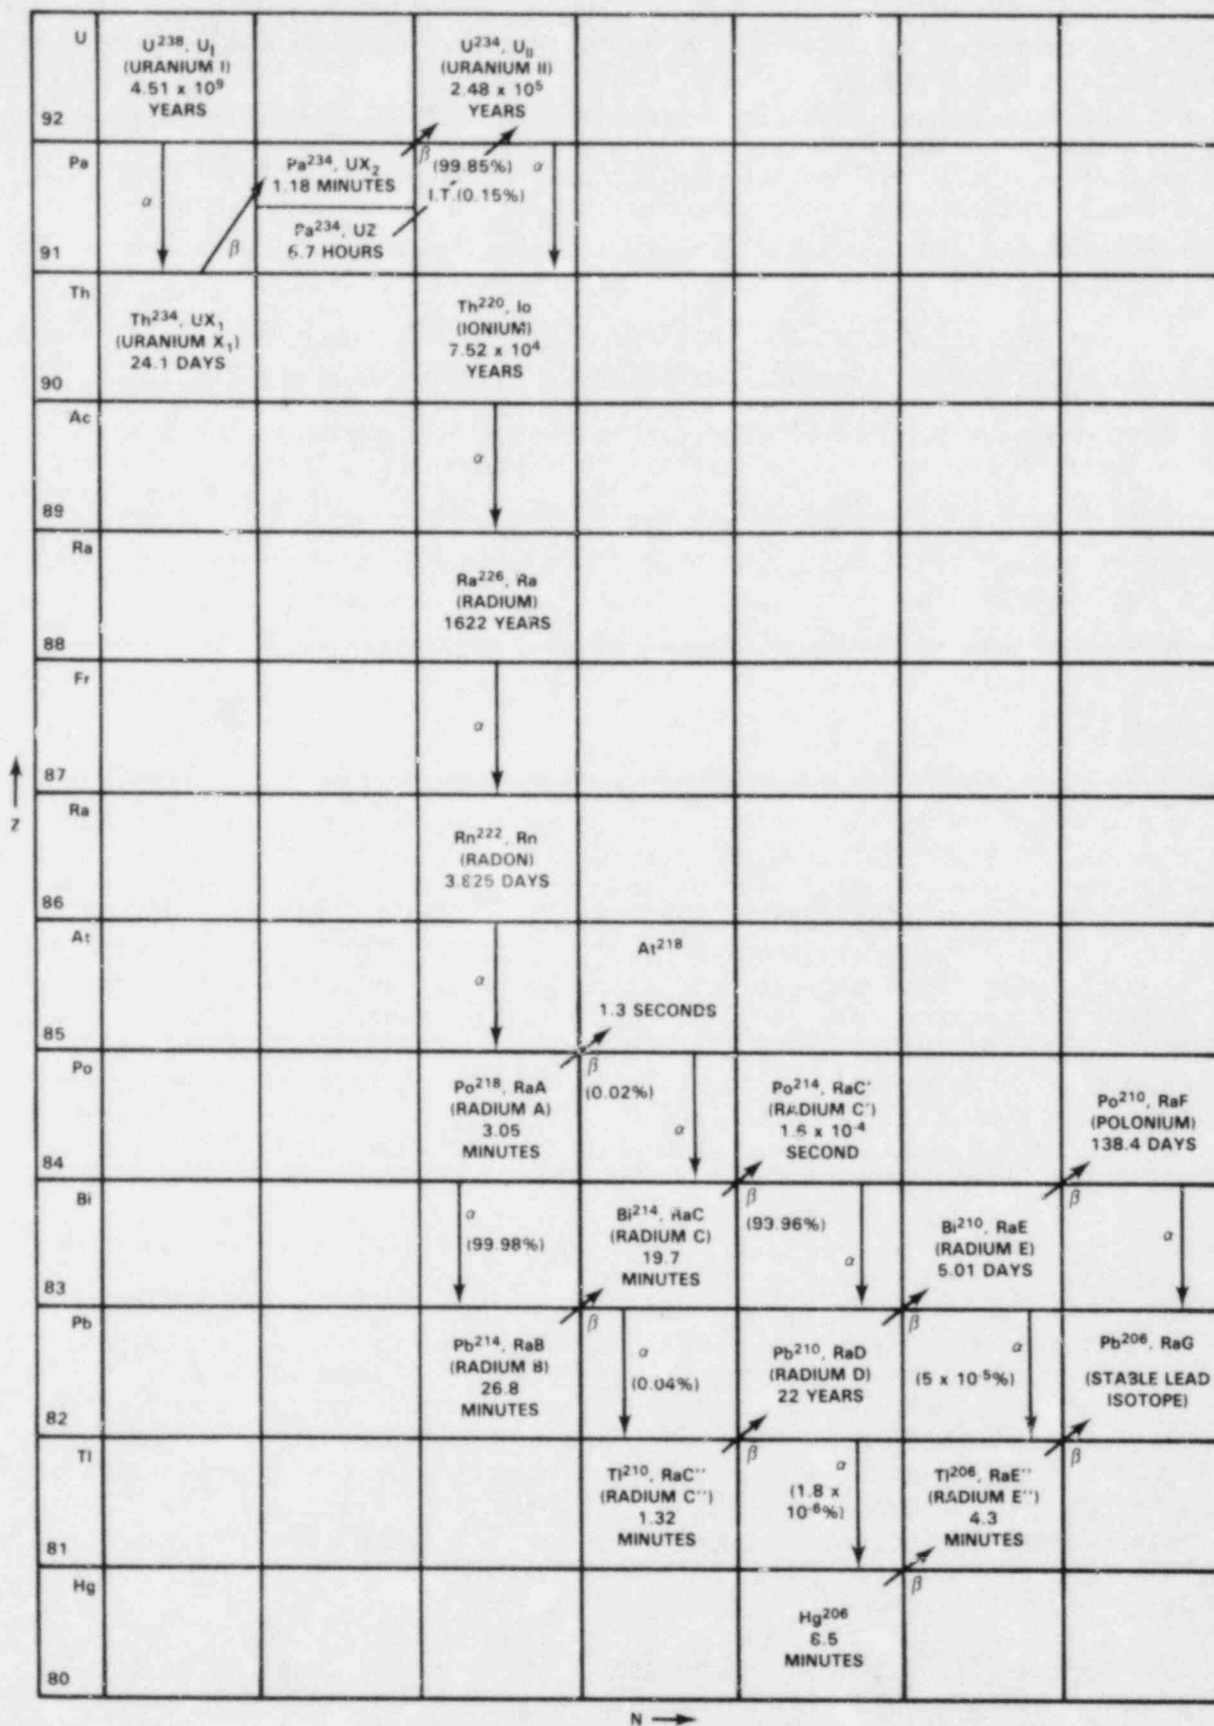 U
U²³⁸, U_I
(URANIUM I)
4.51 x 10⁹
YEARS
U²³⁴, U_II
(URANIUM II)
2.48 x 10⁵
YEARS
92
Pa
α
β
Pa²³⁴, UX₂
1.18 MINUTES
Pa²³⁴, UZ
6.7 HOURS
β
(99.85%)
I.T. (0.15%)
α
91
Th
Th²³⁴, UX₁
(URANIUM X₁)
24.1 DAYS
Th²²⁰, Io
(IONIUM)
7.52 x 10⁴
YEARS
90
Ac
α
89
Ra
Ra²²⁶, Ra
(RADIUM)
1622 YEARS
88
Fr
α
87
Z
Ra
Rn²²², Rn
(RADON)
3.825 DAYS
86
At
α
At²¹⁸
1.3 SECONDS
85
Po
Po²¹⁸, RaA
(RADIUM A)
3.05
MINUTES
β
(0.02%)
α
Po²¹⁴, RaC'
(RADIUM C')
1.6 x 10⁻⁴
SECOND
Po²¹⁰, RaF
(POLONIUM)
138.4 DAYS
84
Bi
α
(99.98%)
Bi²¹⁴, RaC
(RADIUM C)
19.7
MINUTES
β
(99.96%)
α
Bi²¹⁰, RaE
(RADIUM E)
5.01 DAYS
β
α
83
Pb
Pb²¹⁴, RaB
(RADIUM B)
26.8
MINUTES
β
α
(0.04%)
Pb²¹⁰, RaD
(RADIUM D)
22 YEARS
β
α
(5 x 10⁻⁵%)
Pb²⁰⁶, RaG
(STABLE LEAD
ISOTOPE)
82
Tl
Tl²¹⁰, RaC''
(RADIUM C'')
1.32
MINUTES
β
α
(1.8 x
10⁻⁶%)
Tl²⁰⁶, RaE''
(RADIUM E'')
4.3
MINUTES
β
81
Hg
Hg²⁰⁶
8.5
MINUTES
β
80
N